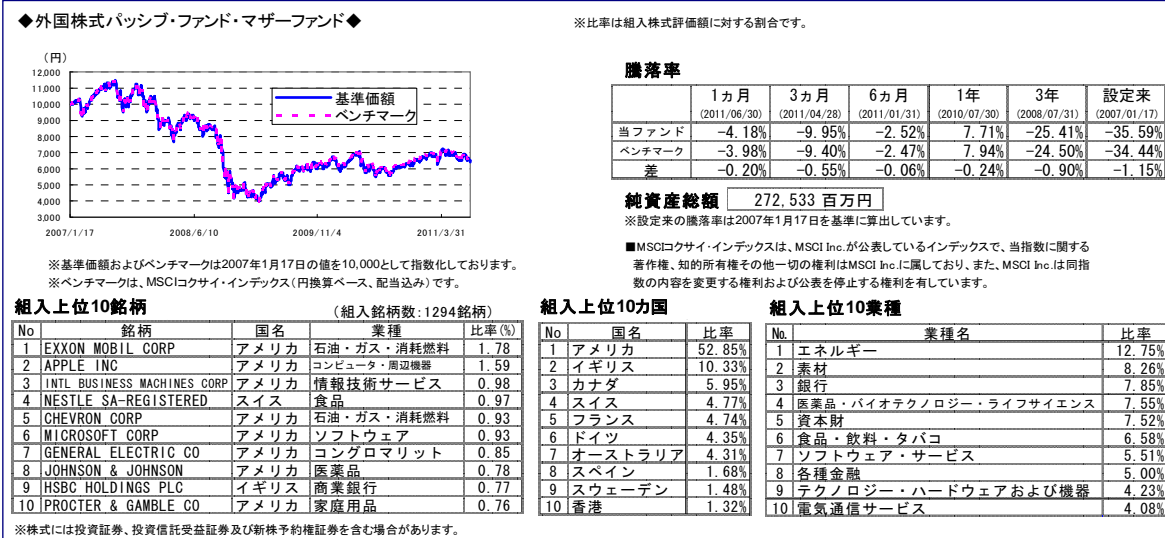 ◆外国株式パッシブ・ファンド・マザーファンド◆
※比率は組入株式評価額に対する割合です。
(円)
12,000
11,000
10,000
9,000
8,000
7,000
6,000
5,000
4,000
3,000
基準価額
ベンチマーク
2007/1/17 2008/6/10 2009/11/4 2011/3/31
※基準価額およびベンチマークは2007年1月17日の値を10,000として指数化しております。
※ベンチマークは、MSCIコクサイ・インデックス(円換算ベース、配当込み)です。
騰落率
1ヵ月 3ヵ月 6ヵ月 1年 3年 設定来
(2011/06/30) (2011/04/28) (2011/01/31) (2010/07/30) (2008/07/31) (2007/01/17)
当ファンド -4.18% -9.95% -2.52% 7.71% -25.41% -35.59%
ベンチマーク -3.98% -9.40% -2.47% 7.94% -24.50% -34.44%
差 -0.20% -0.55% -0.06% -0.24% -0.90% -1.15%
純資産総額 272,533 百万円
※設定来の騰落率は2007年1月17日を基準に算出しています。
■MSCIコクサイ・インデックスは、MSCI Inc.が公表しているインデックスで、当指数に関する
著作権、知的所有権その他一切の権利はMSCI Inc.に属しており、また、MSCI Inc.は同指
数の内容を変更する権利および公表を停止する権利を有しています。
組入上位10銘柄 (組入銘柄数:1294銘柄)
No 銘柄 国名 業種 比率(%)
1 EXXON MOBIL CORP アメリカ 石油・ガス・消耗燃料 1.78
2 APPLE INC アメリカ コンピュータ・周辺機器 1.59
3 INTL BUSINESS MACHINES CORP アメリカ 情報技術サービス 0.98
4 NESTLE SA-REGISTERED スイス 食品 0.97
5 CHEVRON CORP アメリカ 石油・ガス・消耗燃料 0.93
6 MICROSOFT CORP アメリカ ソフトウェア 0.93
7 GENERAL ELECTRIC CO アメリカ コングロマリット 0.85
8 JOHNSON & JOHNSON アメリカ 医薬品 0.78
9 HSBC HOLDINGS PLC イギリス 商業銀行 0.77
10 PROCTER & GAMBLE CO アメリカ 家庭用品 0.76
組入上位10カ国
No 国名 比率
1 アメリカ 52.85%
2 イギリス 10.33%
3 カナダ 5.95%
4 スイス 4.77%
5 フランス 4.74%
6 ドイツ 4.35%
7 オーストラリア 4.31%
8 スペイン 1.68%
9 スウェーデン 1.48%
10 香港 1.32%
組入上位10業種
No. 業種名 比率
1 エネルギー 12.75%
2 素材 8.26%
3 銀行 7.85%
4 医薬品・バイオテクノロジー・ライフサイエンス 7.55%
5 資本財 7.52%
6 食品・飲料・タバコ 6.58%
7 ソフトウェア・サービス 5.51%
8 各種金融 5.00%
9 テクノロジー・ハードウェアおよび機器 4.23%
10 電気通信サービス 4.08%
※株式には投資証券、投資信託受益証券及び新株予約権証券を含む場合があります。